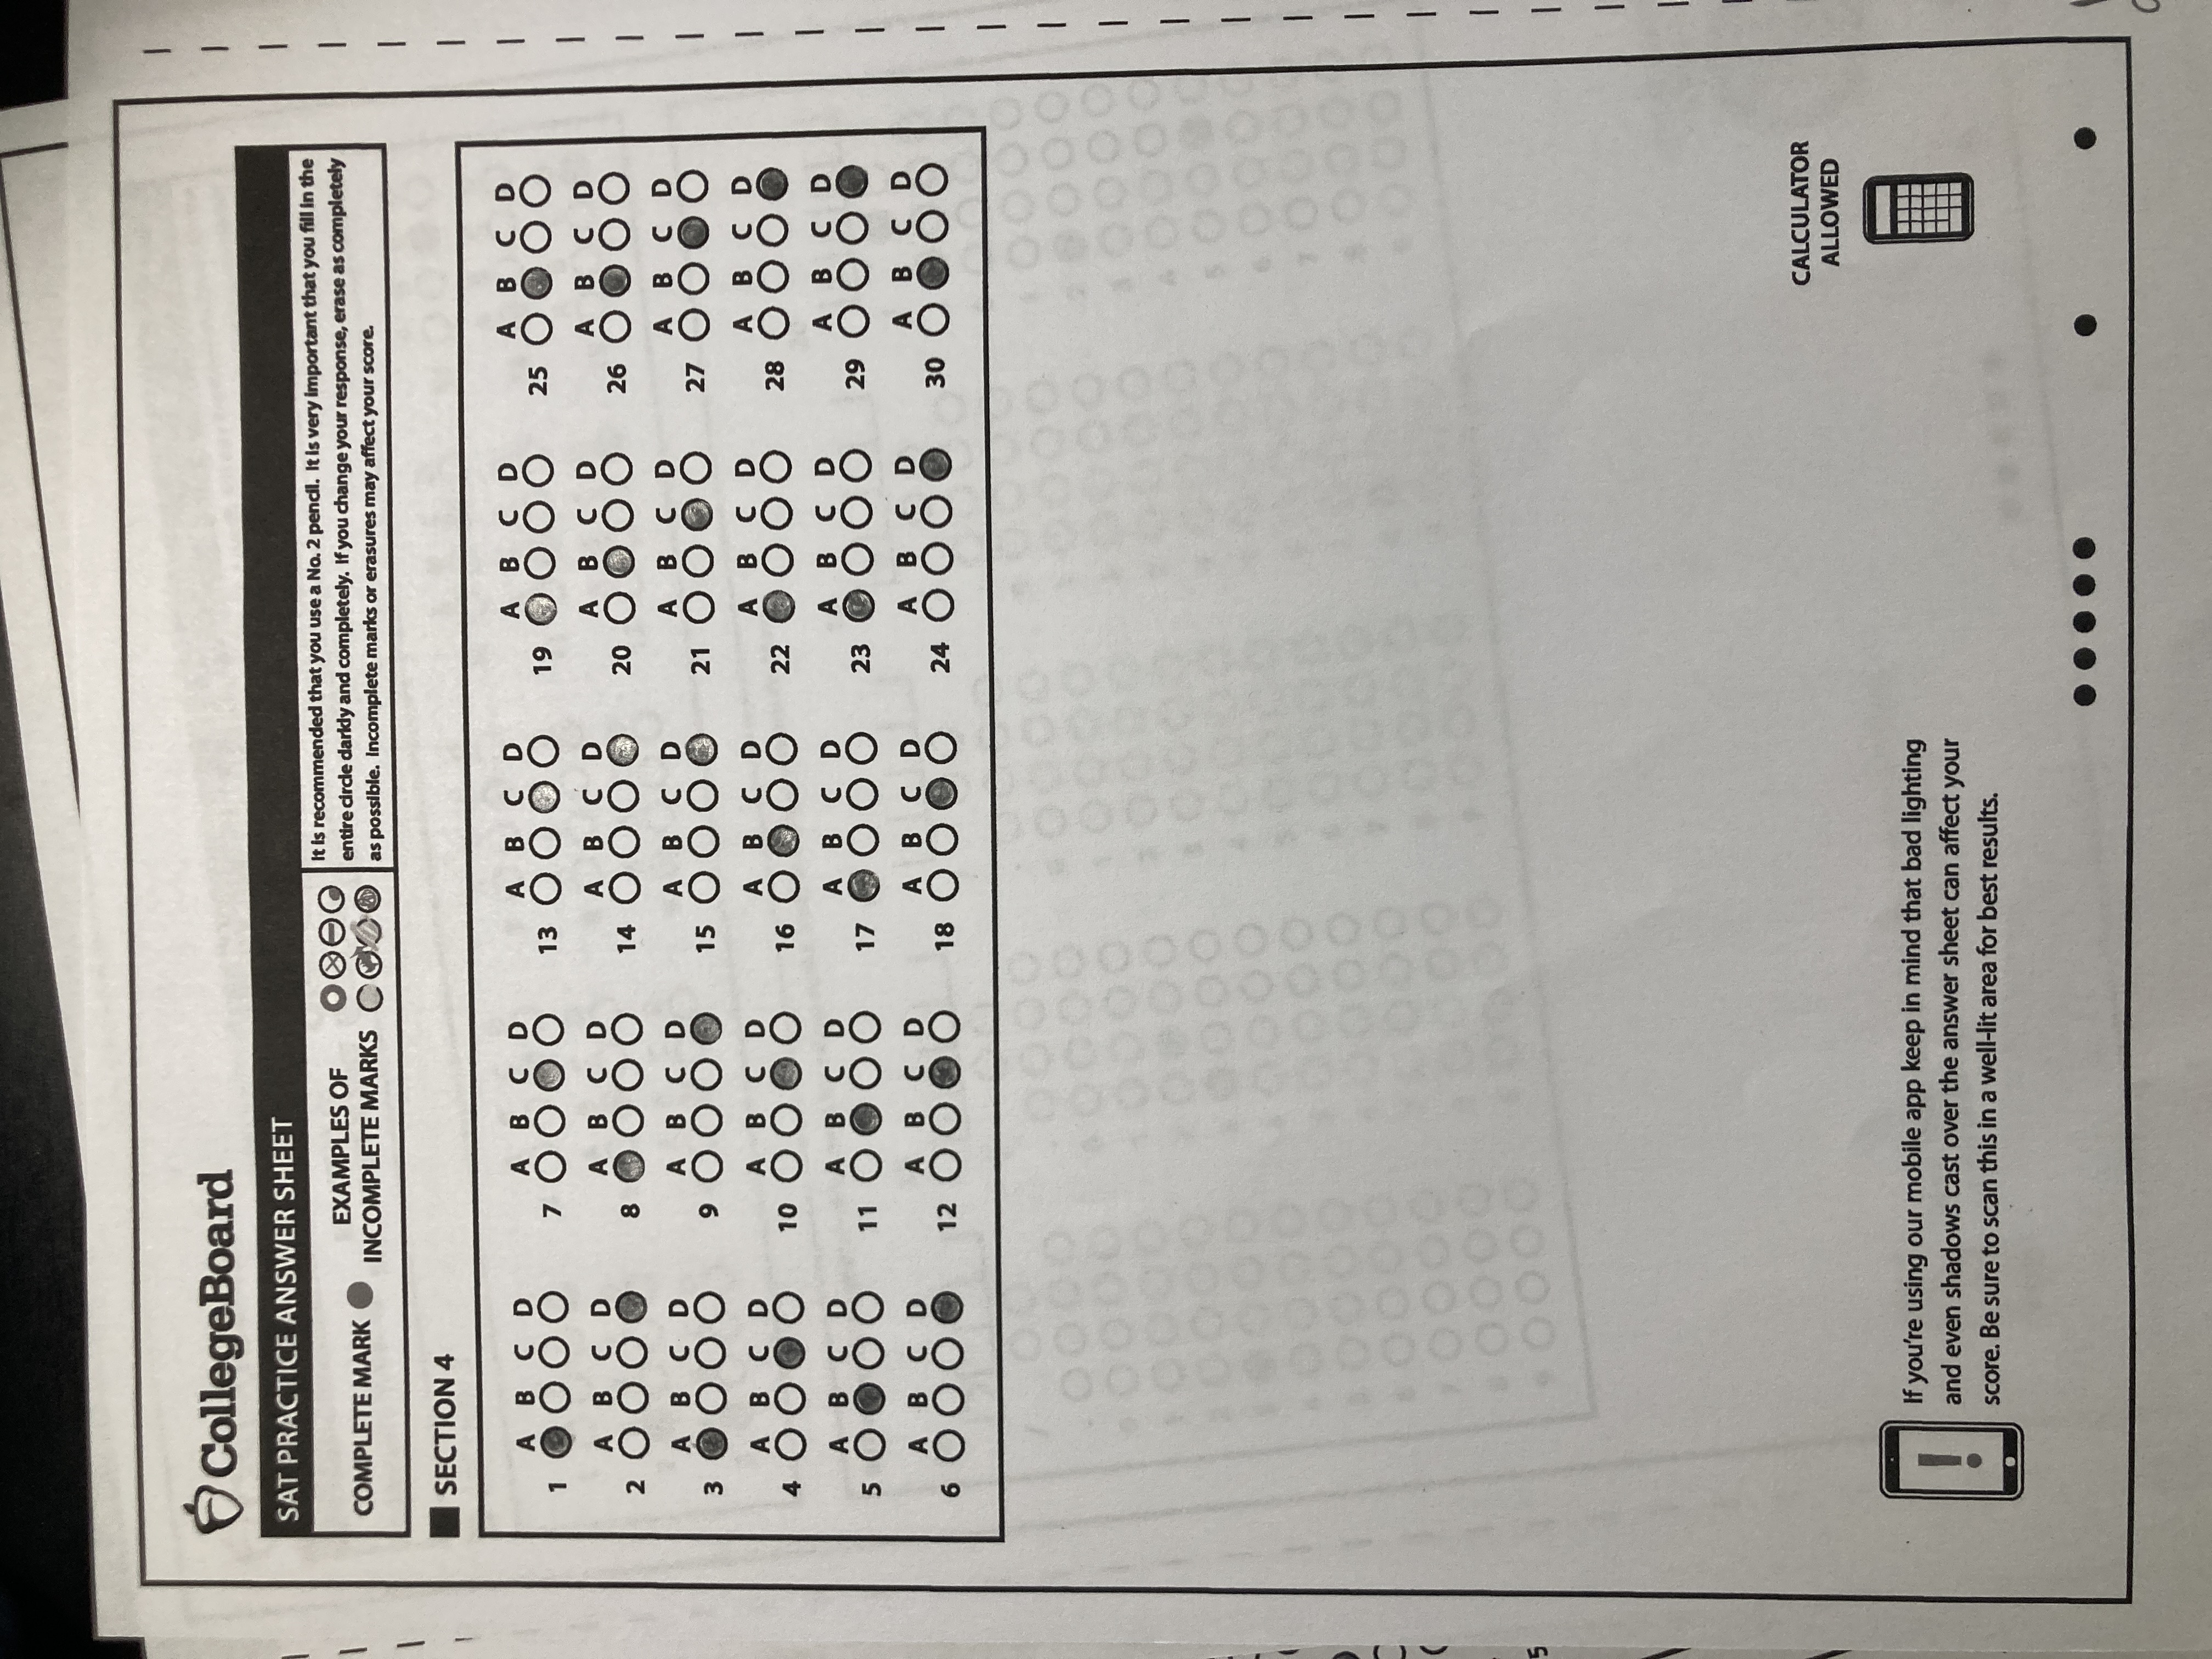 CollegeBoard
SAT PRACTICE ANSWER SHEET
COMPLETE MARK
EXAMPLES OF
INCOMPLETE MARKS
It is recommended that you use a No. 2 pencil. It is very important that you fill in the
entire circle darkly and completely. If you change your response, erase as completely
as possible. Incomplete marks or erasures may affect your score.
SECTION 4
A B C D A B C D A B C D A B C D A B C D
1 7 13 19 25
A B C D A B C D A B C D A B C D A B C D
2 8 14 20 26
A B C D A B C D A B C D A B C D A B C D
3 9 15 21 27
A B C D A B C D A B C D A B C D A B C D
4 10 16 22 28
A B C D A B C D A B C D A B C D A B C D
5 11 17 23 29
A B C D A B C D A B C D A B C D A B C D
6 12 18 24 30
5
CALCULATOR
ALLOWED
!
If you're using our mobile app keep in mind that bad lighting
and even shadows cast over the answer sheet can affect your
score. Be sure to scan this in a well-lit area for best results.